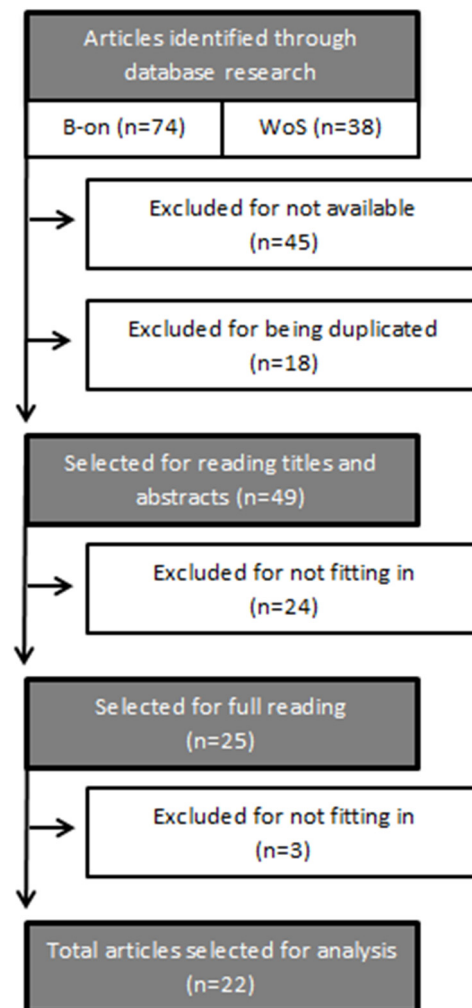 Articles identified through
database research
B-on (n=74)
WoS (n=38)
Excluded for not available
(n=45)
Excluded for being duplicated
(n=18)
Selected for reading titles and
abstracts (n=49)
Excluded for not fitting in
(n=24)
Selected for full reading
(n=25)
Excluded for not fitting in
(n=3)
Total articles selected for analysis
(n=22)